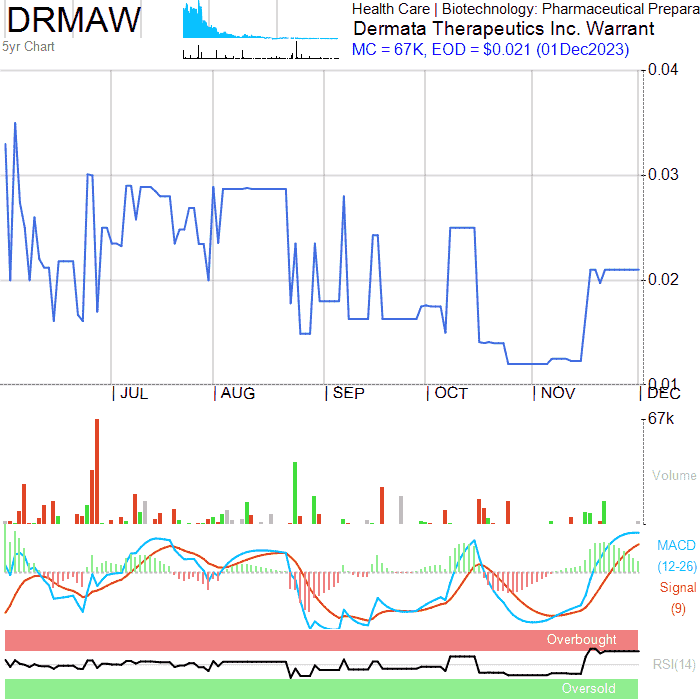 DRMAW
5yr Chart
Health Care | Biotechnology: Pharmaceutical Prepara
Dermata Therapeutics Inc. Warrant
MC = 67K, EOD = $0.021 (01Dec2023)
0.04
0.03
0.02
0.01
JUL
AUG
SEP
OCT
NOV
DEC
67k
Volume
MACD
(12-26)
Signal
(9)
Overbought
RSI(14)
Oversold